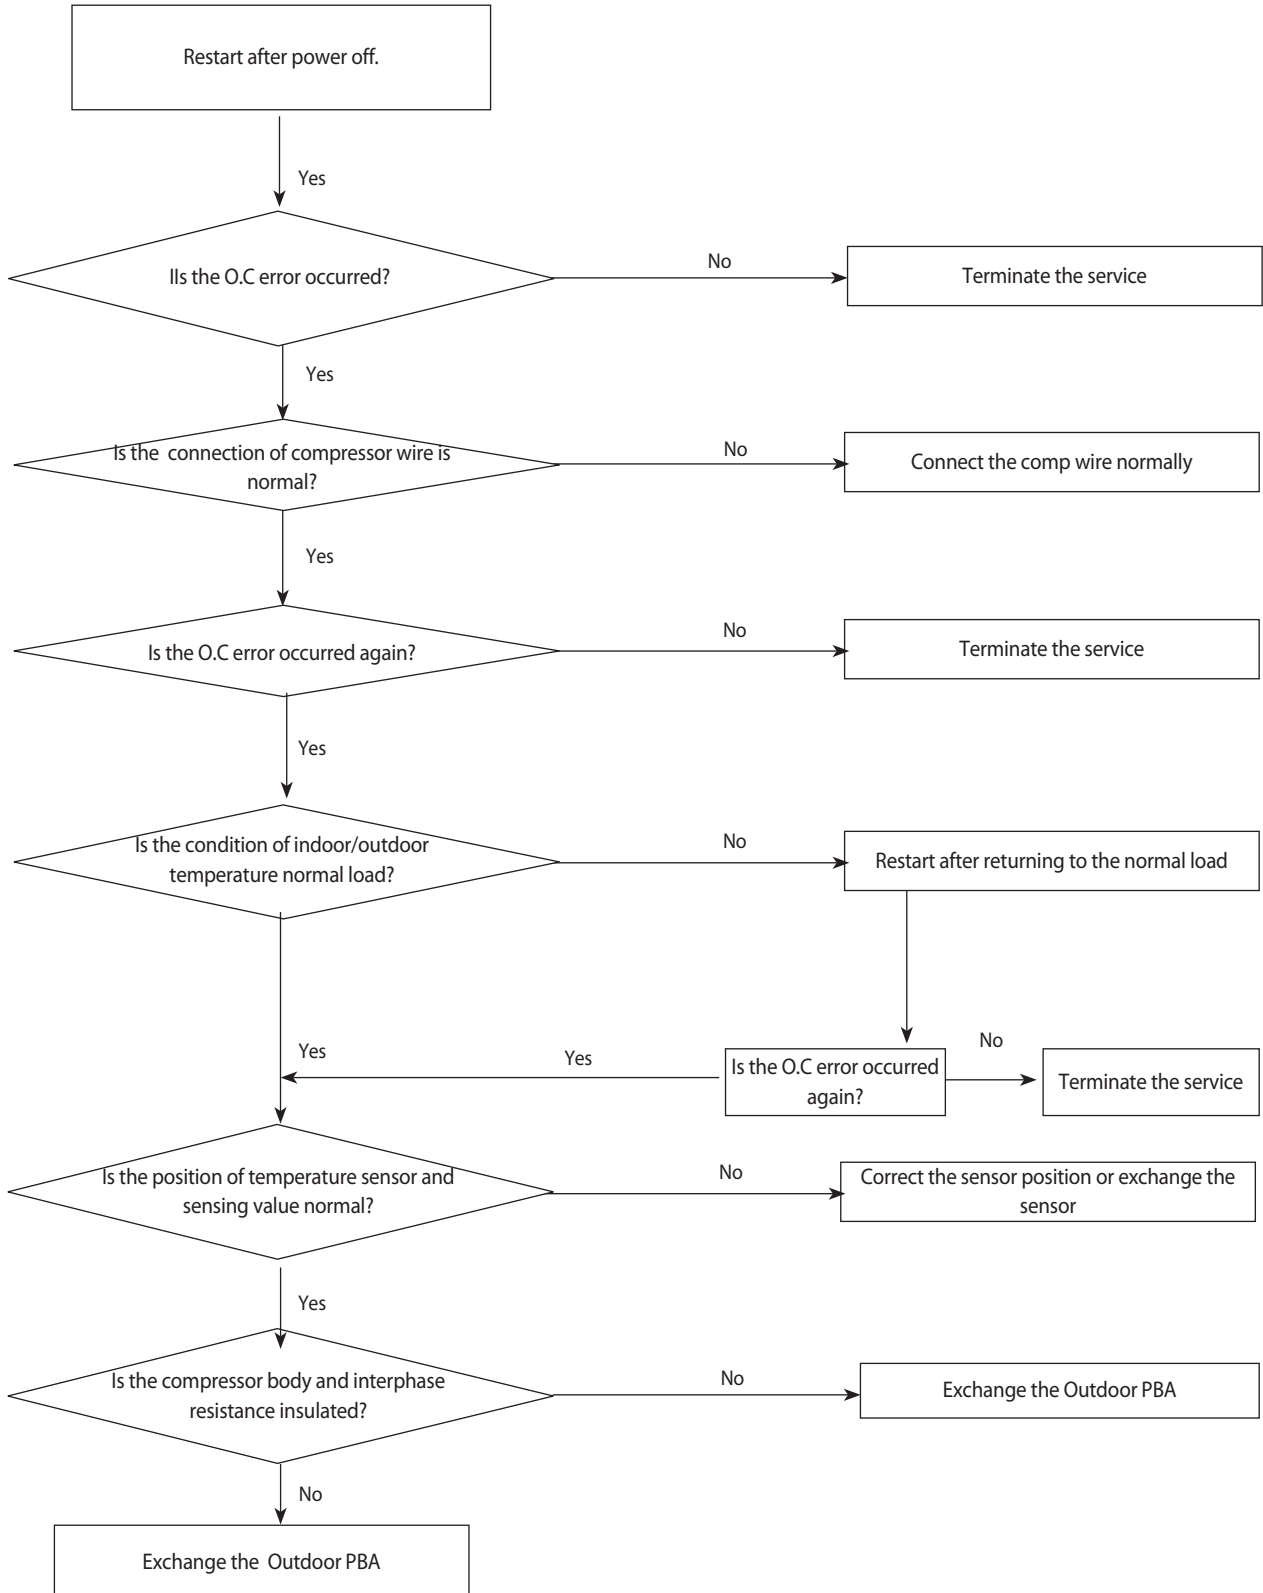 Restart after power off.
Yes
IIs the O.C error occurred?
No
Terminate the service
Yes
Is the  connection of compressor wire is
normal?
No
Connect the comp wire normally
Yes
Is the O.C error occurred again?
No
Terminate the service
Yes
Is the condition of indoor/outdoor
temperature normal load?
No
Restart after returning to the normal load
Yes
Yes
Is the O.C error occurred
again?
No
Terminate the service
Is the position of temperature sensor and
sensing value normal?
No
Correct the sensor position or exchange the
sensor
Yes
Is the compressor body and interphase
resistance insulated?
No
Exchange the Outdoor PBA
No
Exchange the  Outdoor PBA